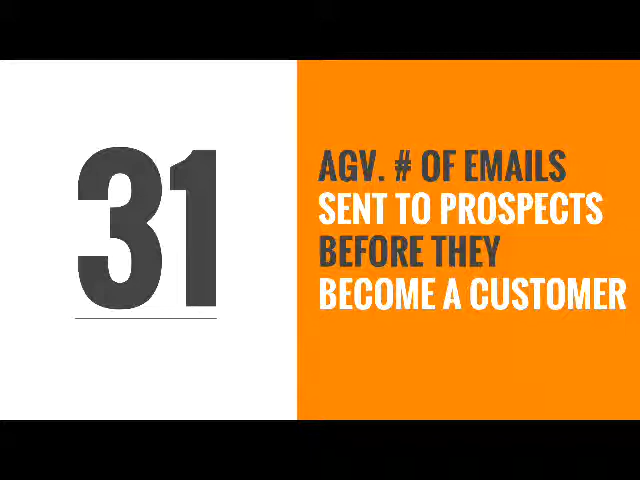 31
AGV. # OF EMAILS
SENT TO PROSPECTS
BEFORE THEY
BECOME A CUSTOMER